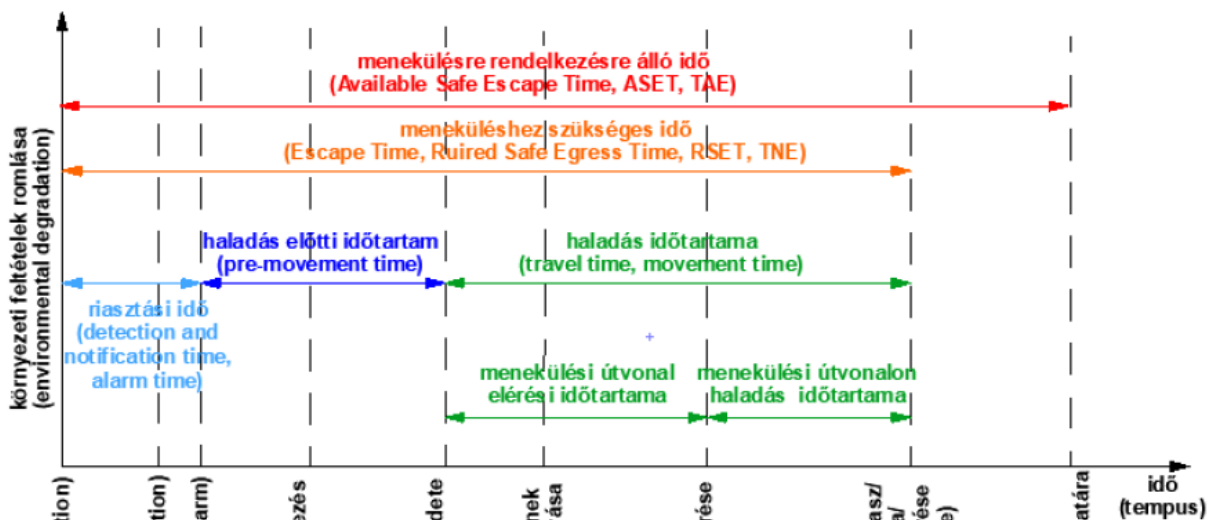 menekülésre rendelkezésre álló idő
(Available Safe Escape Time, ASET, TAE)
meneküléshez szükséges idő
(Escape Time, Ruired Safe Egress Time, RSET, TNE)
környezeti feltételek romlása
(environmental degradation)
haladás előtti időtartam
(pre-movement time)
haladás időtartama
(travel time, movement time)
riasztási idő
(detection and
notification time,
alarm time)
menekülési útvonal
elérési időtartama
menekülési útvonalon
haladás időtartama
idő
(tempus)